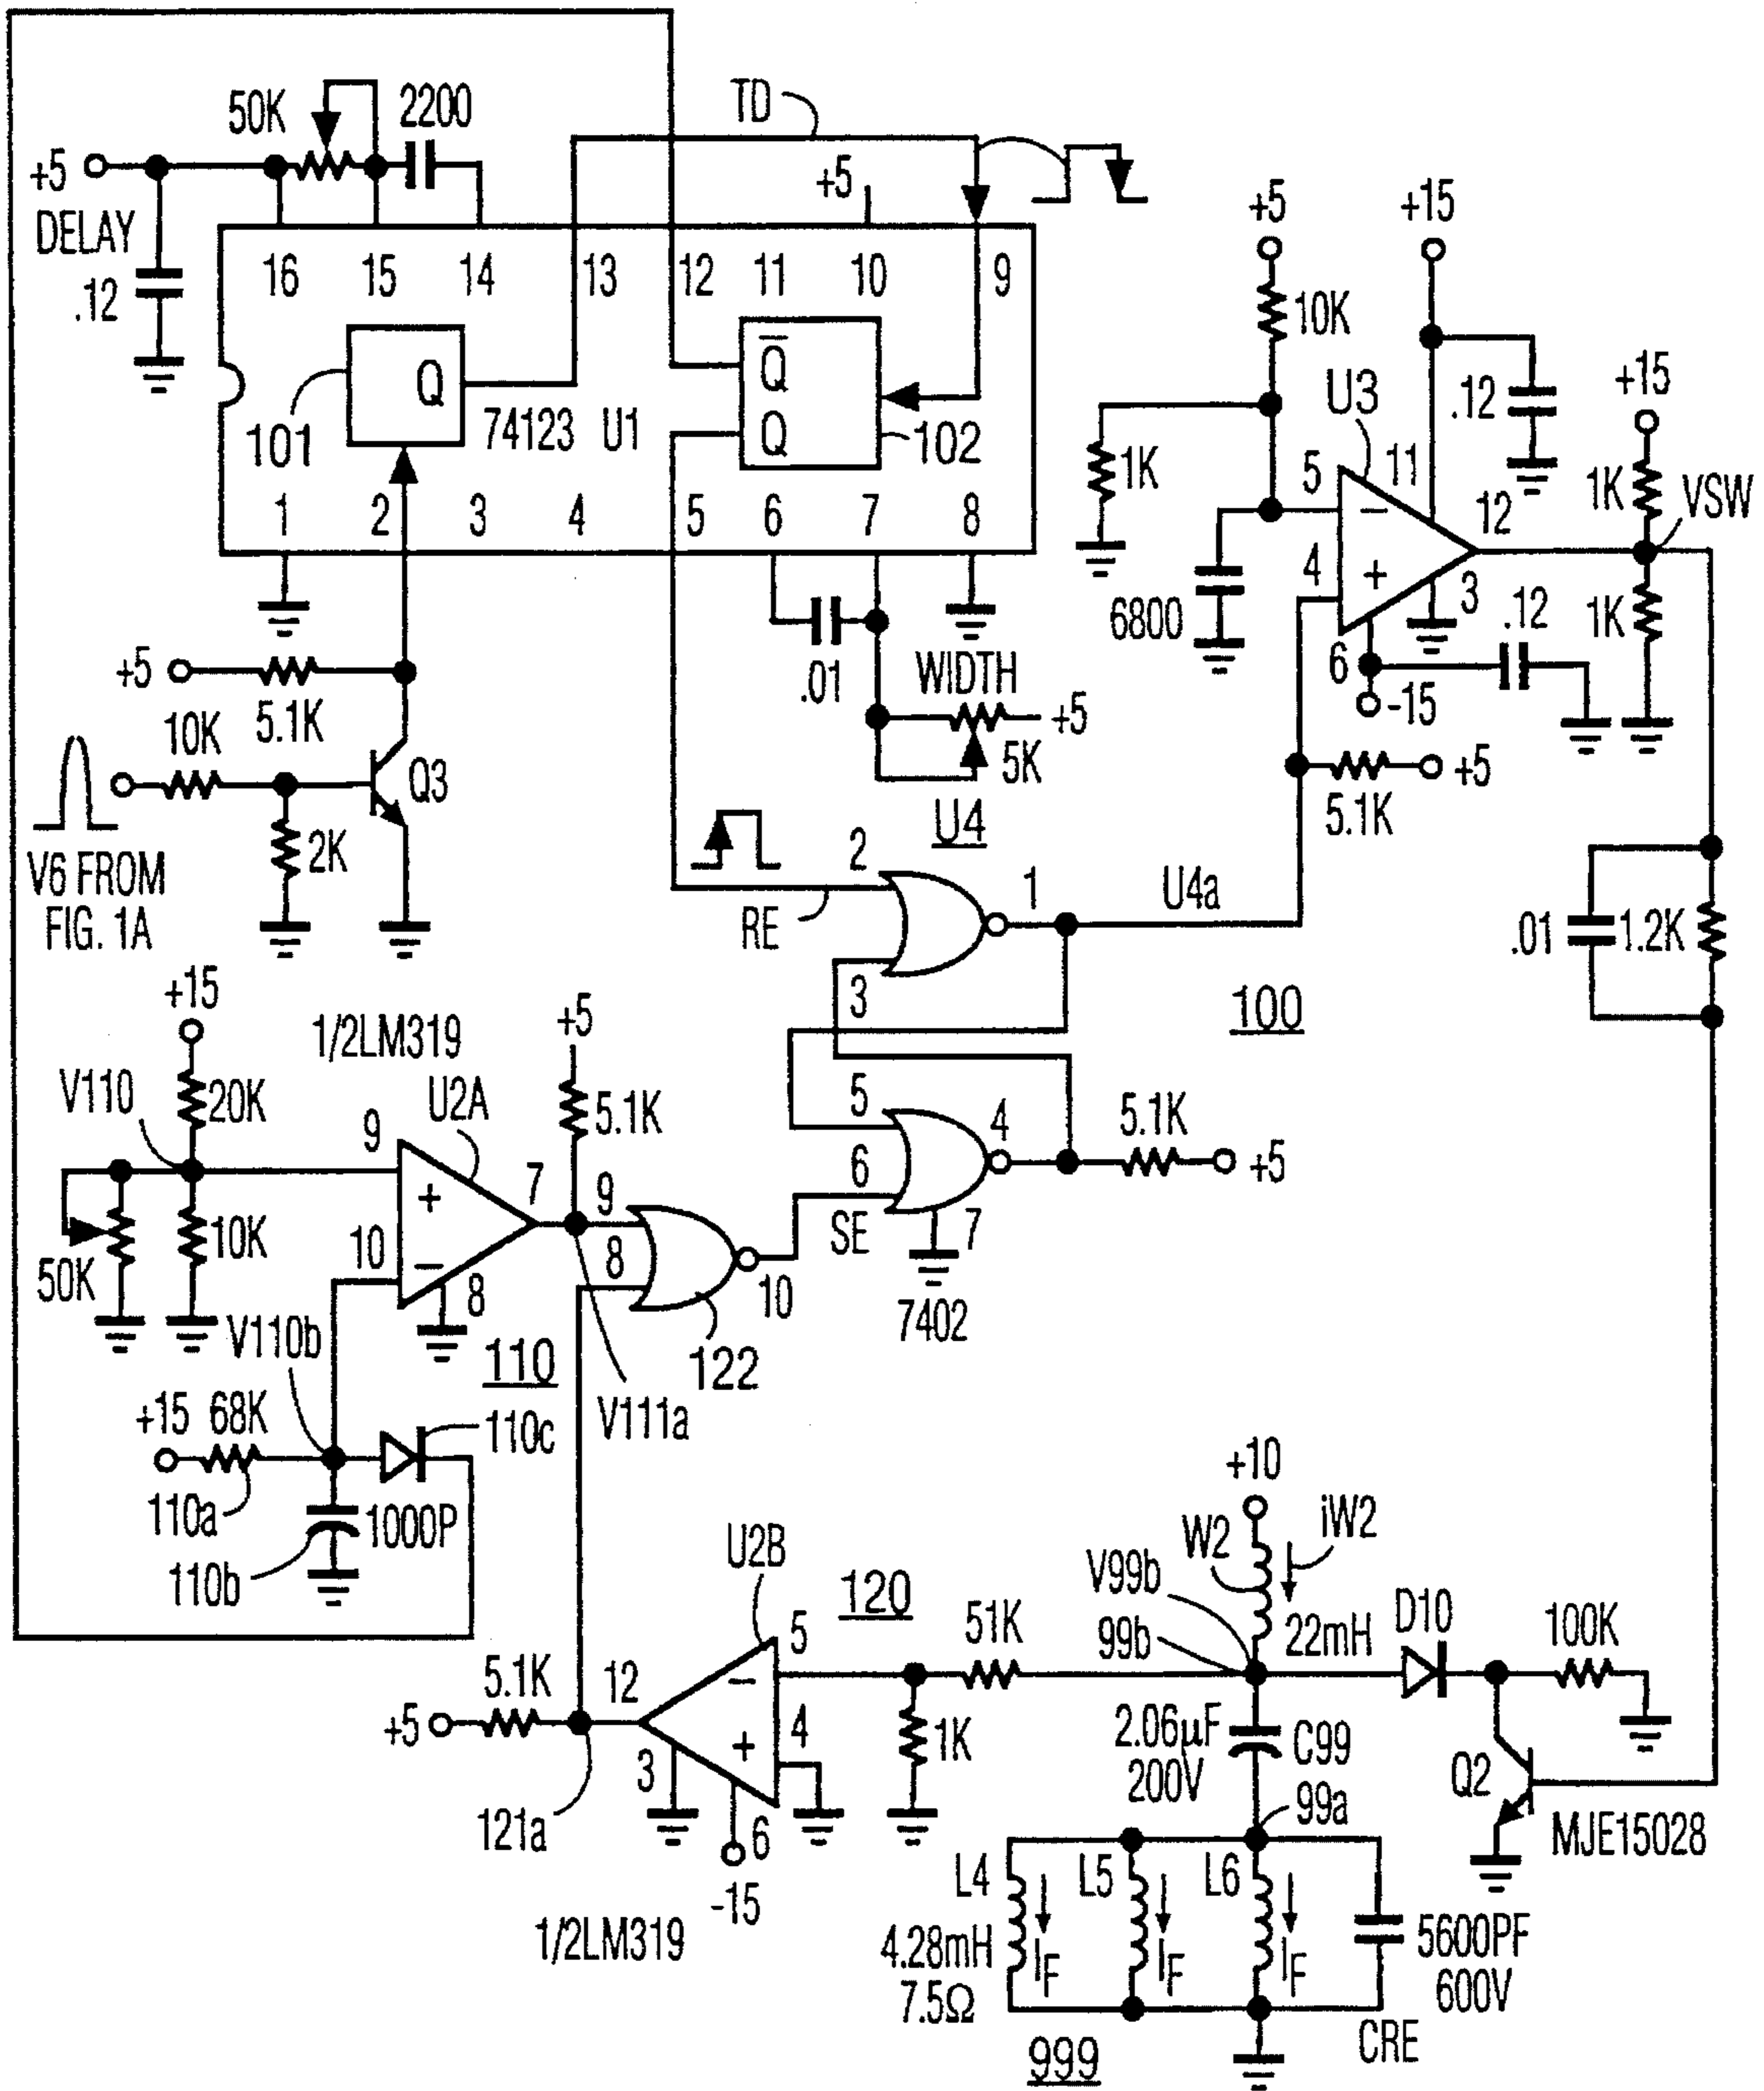 TD
50K
2200
+5
+5
DELAY
.12
16
15
14
13
12
11
10
9
Q
101
74123
U1
Q̅
Q
102
1
2
3
4
5
6
7
8
+5
5.1K
10K
2K
Q3
V6 FROM
FIG. 1A
.01
WIDTH
+5
5K
+5
10K
1K
6800
+15
.12
U3
5
11
−
4
+
12
3
6
-15
.12
+15
1K
VSW
1K
+5
5.1K
.01
1.2K
U4
2
RE
3
1
U4a
100
5
6
SE
4
7
7402
5.1K
+5
+15
20K
V110
10K
50K
1/2LM319
U2A
9
+
10
−
7
8
+5
5.1K
9
8
10
122
V111a
110
V110b
+15
68K
110a
110b
1000P
110c
U2B
120
5
−
4
+
12
3
6
-15
5.1K
+5
121a
1/2LM319
51K
1K
+10
W2
iW2
22mH
V99b
99b
D10
100K
2.06µF
200V
C99
99a
Q2
MJE15028
L4
L5
L6
4.28mH
7.5Ω
IF
IF
IF
5600PF
600V
CRE
999